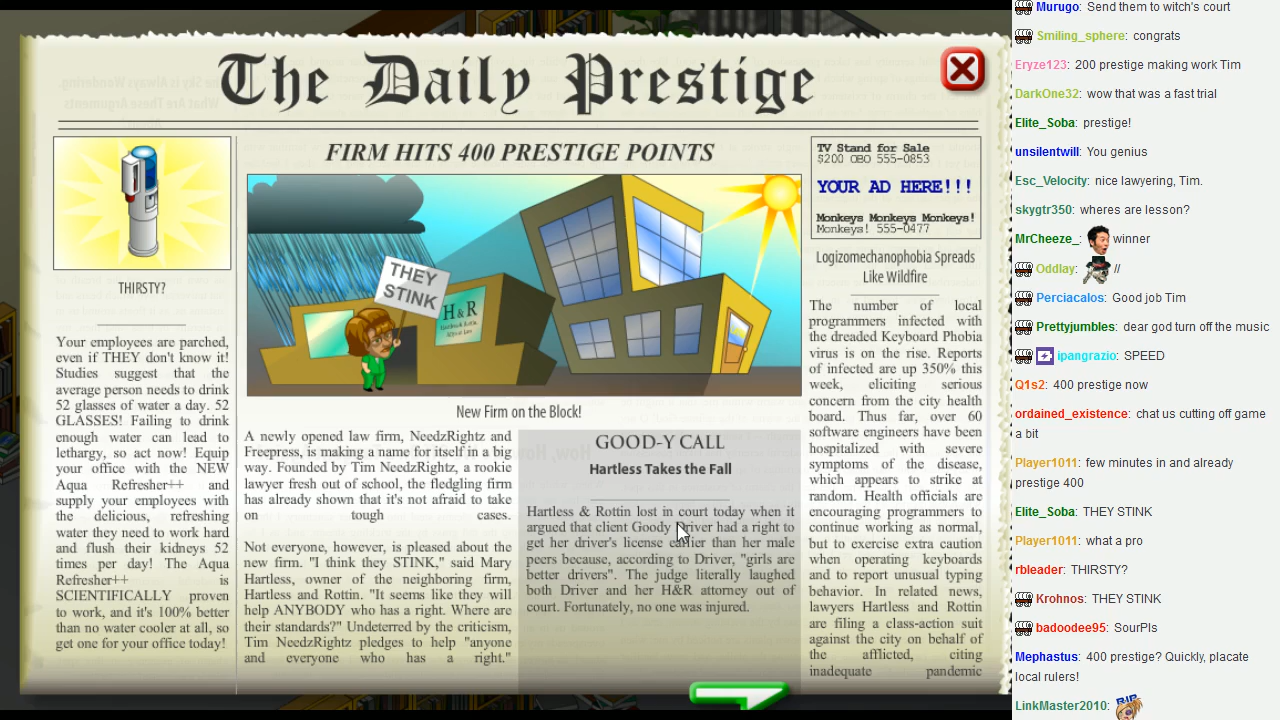 The Daily Prestige
THIRSTY?
Your employees are parched,
even if THEY don't know it!
Studies suggest that the
average person needs to drink
52 glasses of water a day. 52
GLASSES! Failing to drink
enough water can lead to
lethargy, so act now! Equip
your office with the NEW
Aqua Refresher++ and
supply your employees with
the delicious, refreshing
water they need to work hard
and flush their kidneys 52
times per day! The Aqua
Refresher++ is
SCIENTIFICALLY proven
to work, and it's 100% better
than no water cooler at all, so
get one for your office today!
FIRM HITS 400 PRESTIGE POINTS
THEY
STINK
H&R
New Firm on the Block!
A newly opened law firm, NeedzRightz and
Freepress, is making a name for itself in a big
way. Founded by Tim NeedzRightz, a rookie
lawyer fresh out of school, the fledgling firm
has already shown that it's not afraid to take
on tough cases.
Not everyone, however, is pleased about the
new firm. "I think they STINK," said Mary
Hartless, owner of the neighboring firm,
Hartless and Rottin. "It seems like they will
help ANYBODY who has a right. Where are
their standards?" Undeterred by the criticism,
Tim NeedzRightz pledges to help "anyone
and everyone who has a right."
GOOD-Y CALL
Hartless Takes the Fall
Hartless & Rottin lost in court today when it
argued that client Goody Driver had a right to
get her driver's license earlier than her male
peers because, according to Driver, "girls are
better drivers". The judge literally laughed
both Driver and her H&R attorney out of
court. Fortunately, no one was injured.
TV Stand for Sale
$200 OBO 555-0853
YOUR AD HERE!!!
Monkeys Monkeys Monkeys!
Monkeys! 555-0477
Logizomechanophobia Spreads
Like Wildfire
The number of local
programmers infected with
the dreaded Keyboard Phobia
virus is on the rise. Reports
of infected are up 350% this
week, eliciting serious
concern from the city health
board. Thus far, over 60
software engineers have been
hospitalized with severe
symptoms of the disease,
which appears to strike at
random. Health officials are
encouraging programmers to
continue working as normal,
but to exercise extra caution
when operating keyboards
and to report unusual typing
behavior. In related news,
lawyers Hartless and Rottin
are filing a class-action suit
against the city on behalf of
the afflicted, citing
inadequate pandemic
Murugo: Send them to witch's court
Smiling_sphere: congrats
Eryze123: 200 prestige making work Tim
DarkOne32: wow that was a fast trial
Elite_Soba: prestige!
unsilentwill: You genius
Esc_Velocity: nice lawyering, Tim.
skygtr350: wheres are lesson?
MrCheeze_: winner
Oddlay: //
Perciacalos: Good job Tim
Prettyjumbles: dear god turn off the music
ipangrazio: SPEED
Q1s2: 400 prestige now
ordained_existence: chat us cutting off game
a bit
Player1011: few minutes in and already
prestige 400
Elite_Soba: THEY STINK
Player1011: what a pro
rbleader: THIRSTY?
Krohnos: THEY STINK
badoodee95: SourPls
Mephastus: 400 prestige? Quickly, placate
local rulers!
LinkMaster2010: RIP